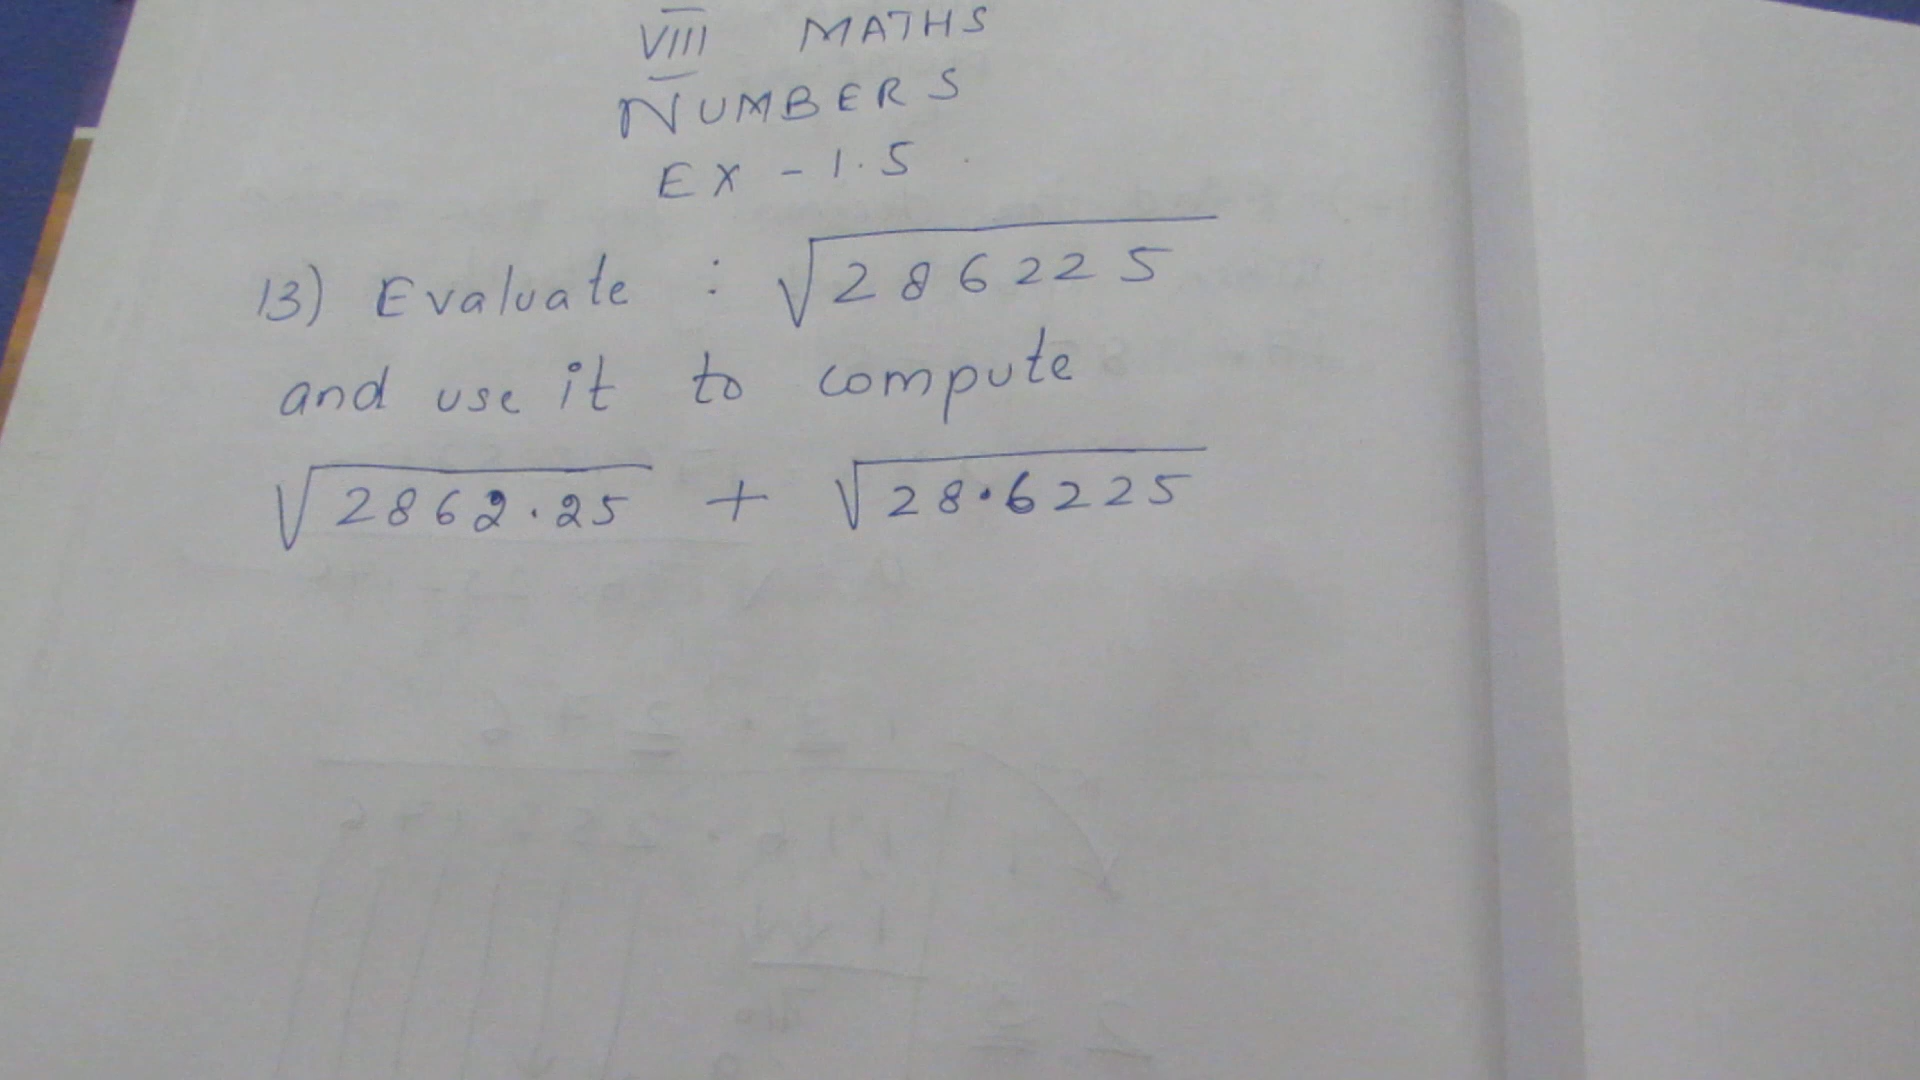 VIII MATHS
NUMBERS
EX - 1.5
13) Evaluate : √286225
and use it to compute
√2862.25 + √28.6225